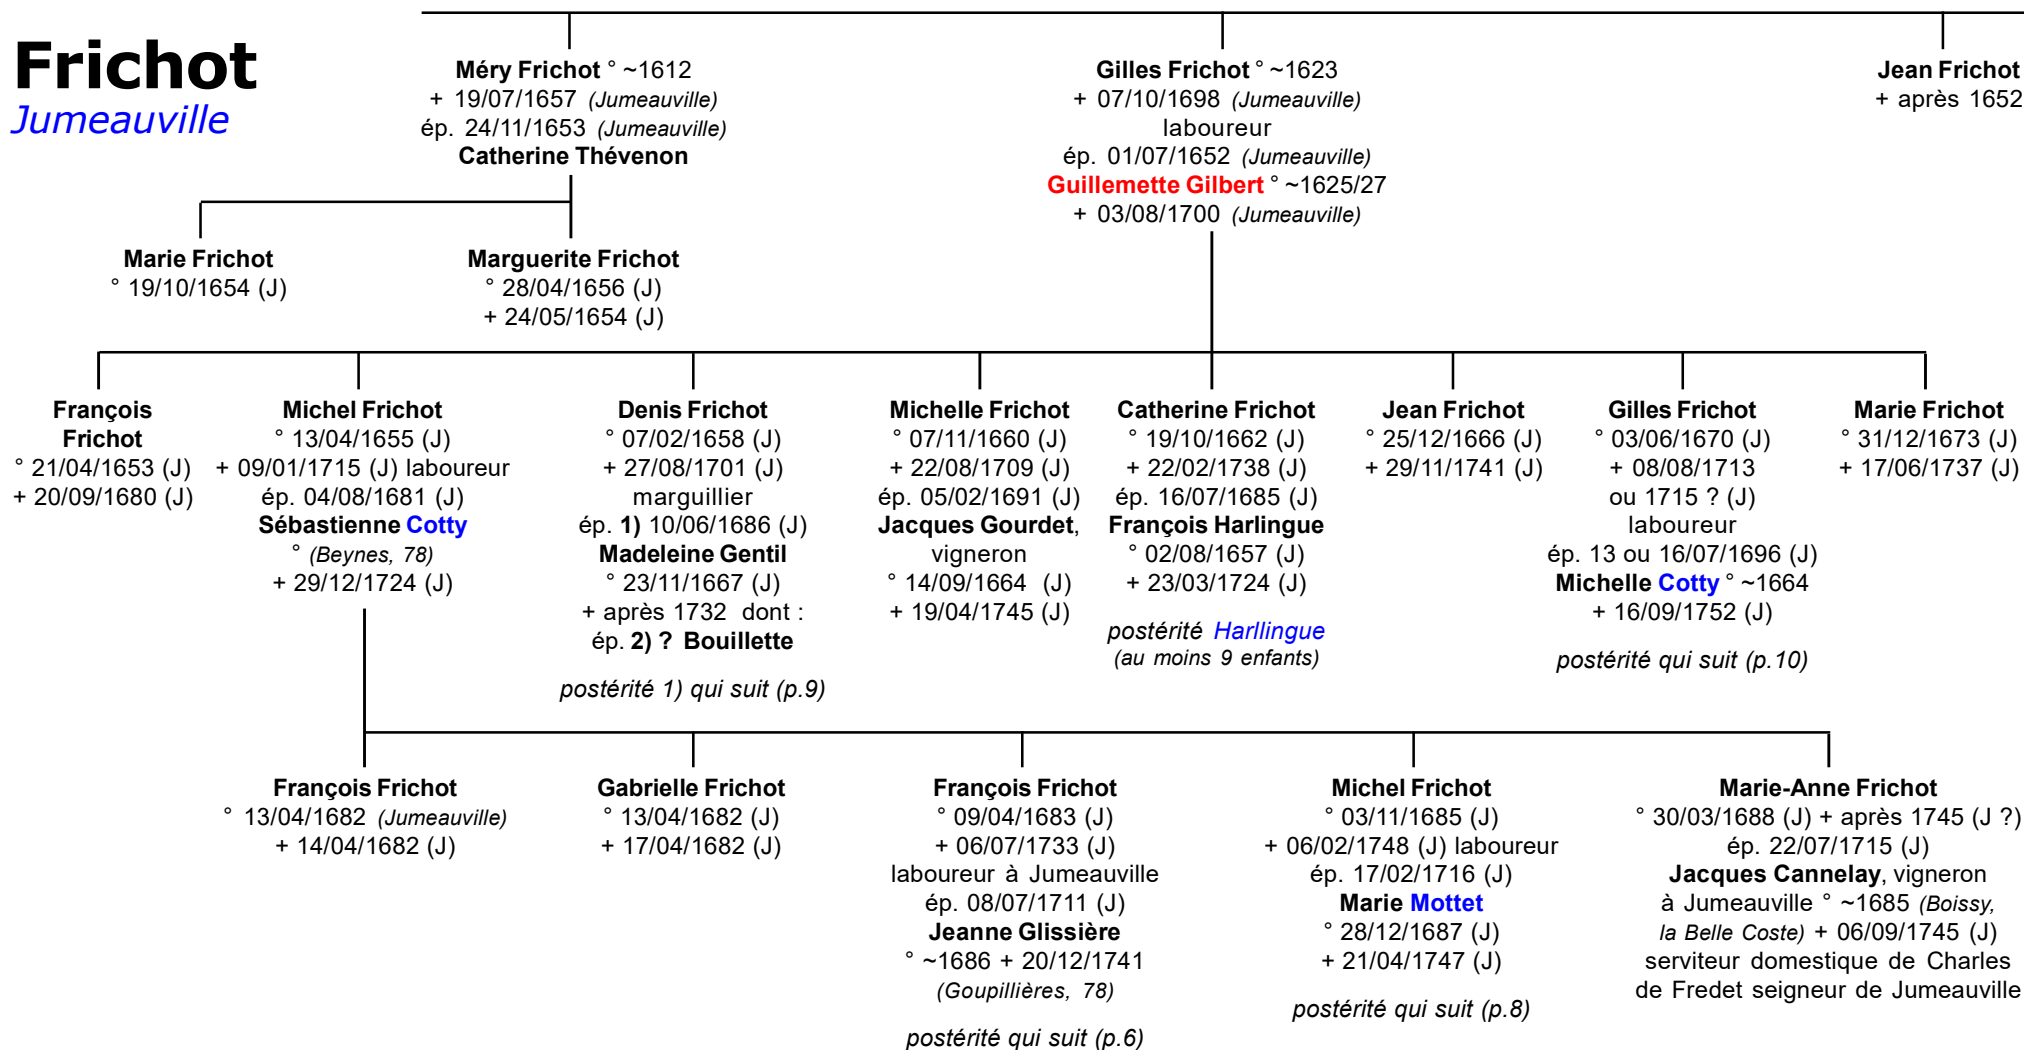 Frichot
Jumeauville
Méry Frichot ° ~1612
+ 19/07/1657 (Jumeauville)
ép. 24/11/1653 (Jumeauville)
Catherine Thévenon
Gilles Frichot ° ~1623
+ 07/10/1698 (Jumeauville)
laboureur
ép. 01/07/1652 (Jumeauville)
Guillemette Gilbert ° ~1625/27
+ 03/08/1700 (Jumeauville)
Jean Frichot
+ après 1652
Marie Frichot
° 19/10/1654 (J)
Marguerite Frichot
° 28/04/1656 (J)
+ 24/05/1654 (J)
François
Frichot
° 21/04/1653 (J)
+ 20/09/1680 (J)
Michel Frichot
° 13/04/1655 (J)
+ 09/01/1715 (J) laboureur
ép. 04/08/1681 (J)
Sébastienne Cotty
° (Beynes, 78)
+ 29/12/1724 (J)
Denis Frichot
° 07/02/1658 (J)
+ 27/08/1701 (J)
marguillier
ép. 1) 10/06/1686 (J)
Madeleine Gentil
° 23/11/1667 (J)
+ après 1732 dont :
ép. 2) ? Bouillette
postérité 1) qui suit (p.9)
Michelle Frichot
° 07/11/1660 (J)
+ 22/08/1709 (J)
ép. 05/02/1691 (J)
Jacques Gourdet,
vigneron
° 14/09/1664 (J)
+ 19/04/1745 (J)
Catherine Frichot
° 19/10/1662 (J)
+ 22/02/1738 (J)
ép. 16/07/1685 (J)
François Harlingue
° 02/08/1657 (J)
+ 23/03/1724 (J)
postérité Harllingue
(au moins 9 enfants)
Jean Frichot
° 25/12/1666 (J)
+ 29/11/1741 (J)
Gilles Frichot
° 03/06/1670 (J)
+ 08/08/1713
ou 1715 ? (J)
laboureur
ép. 13 ou 16/07/1696 (J)
Michelle Cotty ° ~1664
+ 16/09/1752 (J)
postérité qui suit (p.10)
Marie Frichot
° 31/12/1673 (J)
+ 17/06/1737 (J)
François Frichot
° 13/04/1682 (Jumeauville)
+ 14/04/1682 (J)
Gabrielle Frichot
° 13/04/1682 (J)
+ 17/04/1682 (J)
François Frichot
° 09/04/1683 (J)
+ 06/07/1733 (J)
laboureur à Jumeauville
ép. 08/07/1711 (J)
Jeanne Glissière
° ~1686 + 20/12/1741
(Goupillières, 78)
postérité qui suit (p.6)
Michel Frichot
° 03/11/1685 (J)
+ 06/02/1748 (J) laboureur
ép. 17/02/1716 (J)
Marie Mottet
° 28/12/1687 (J)
+ 21/04/1747 (J)
postérité qui suit (p.8)
Marie-Anne Frichot
° 30/03/1688 (J) + après 1745 (J ?)
ép. 22/07/1715 (J)
Jacques Cannelay, vigneron
à Jumeauville ° ~1685 (Boissy,
la Belle Coste) + 06/09/1745 (J)
serviteur domestique de Charles
de Fredet seigneur de Jumeauville